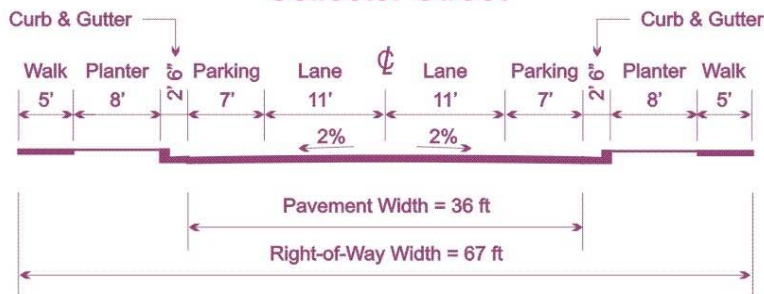 Curb & Gutter Curb & Gutter
Walk Planter 2' 6" Parking Lane ℄ Lane Parking 2' 6" Planter Walk
5' 8' 7' 11' 11' 7' 8' 5'
2% 2%
Pavement Width = 36 ft
Right-of-Way Width = 67 ft